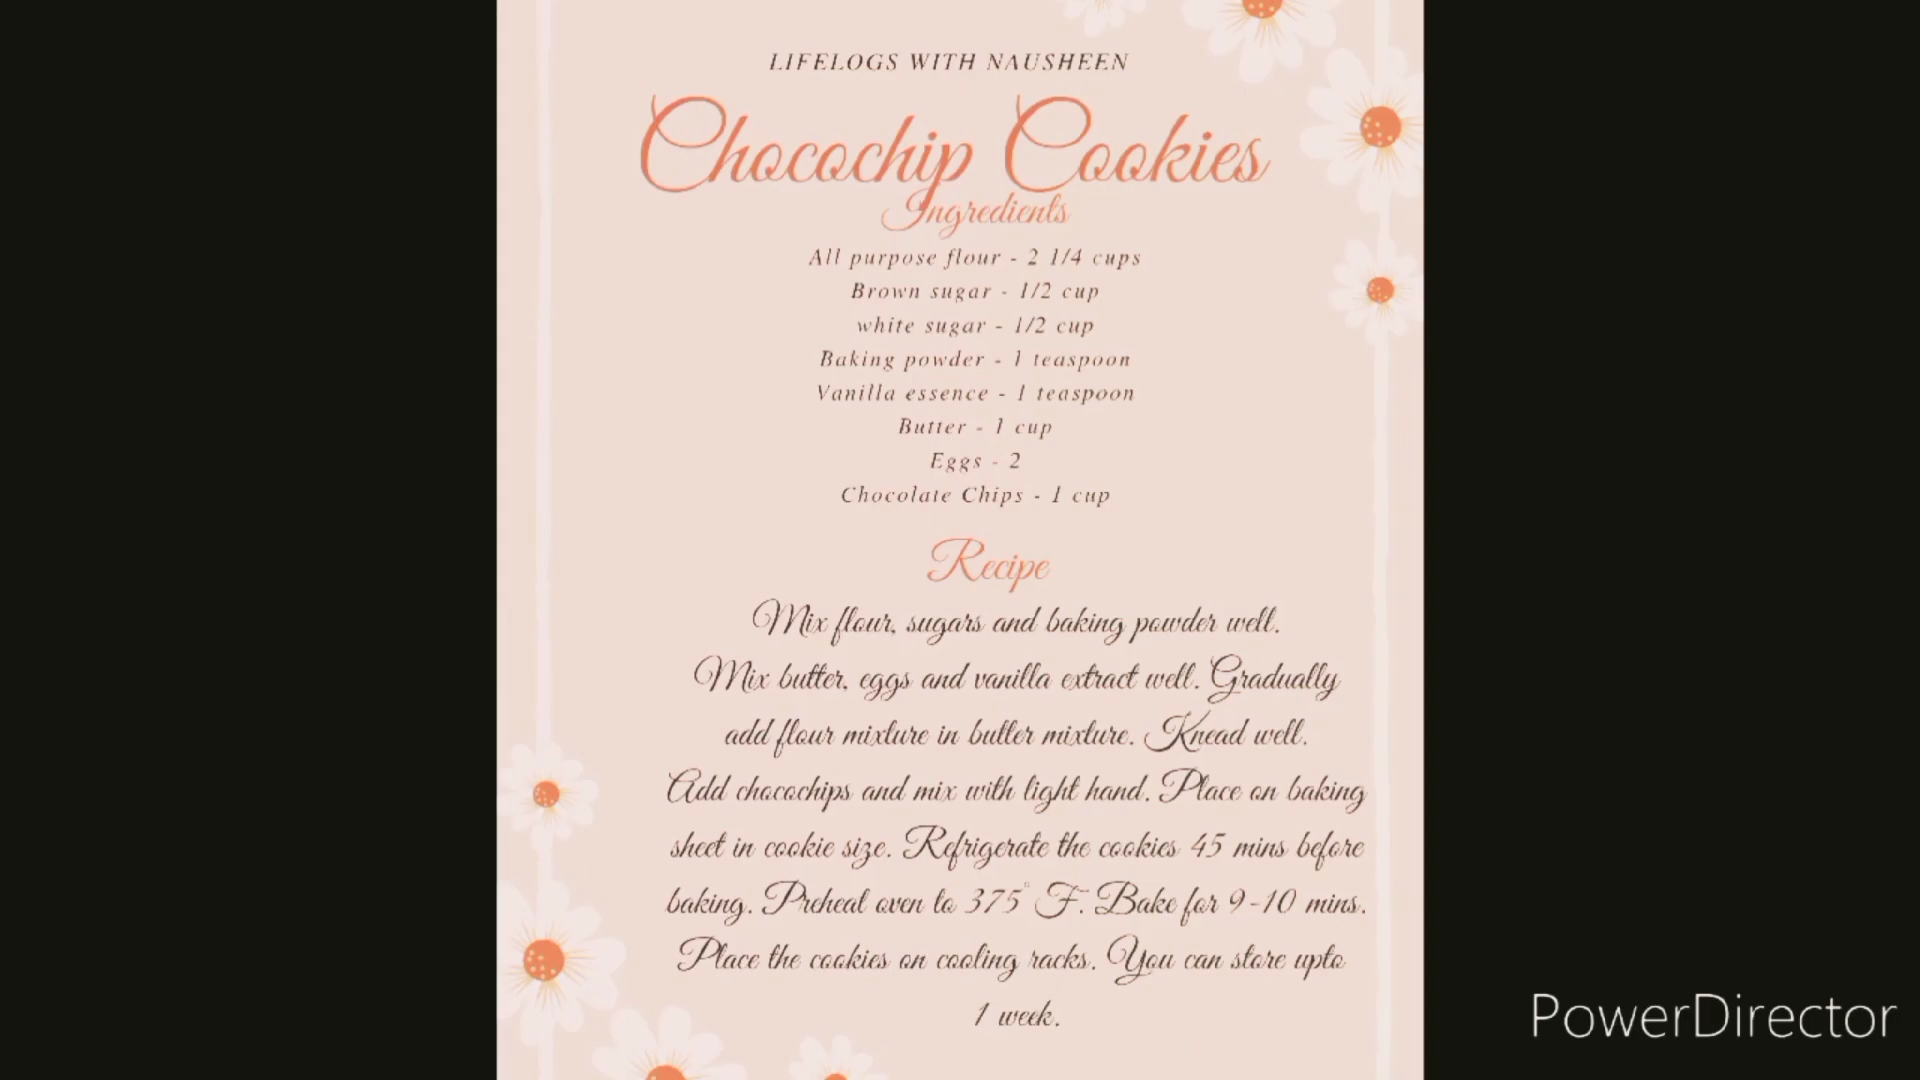 LIFELOGS WITH NAUSHEEN
Chocochip Cookies
Ingredients
All purpose flour - 2 1/4 cups
Brown sugar - 1/2 cup
white sugar - 1/2 cup
Baking powder - 1 teaspoon
Vanilla essence - 1 teaspoon
Butter - 1 cup
Eggs - 2
Chocolate Chips - 1 cup
Recipe
Mix flour, sugars and baking powder well.
Mix butter, eggs and vanilla extract well. Gradually
add flour mixture in butter mixture. Knead well.
Add chocochips and mix with light hand. Place on baking
sheet in cookie size. Refrigerate the cookies 45 mins before
baking. Preheat oven to 375° F. Bake for 9-10 mins.
Place the cookies on cooling racks. You can store upto
1 week.
PowerDirector